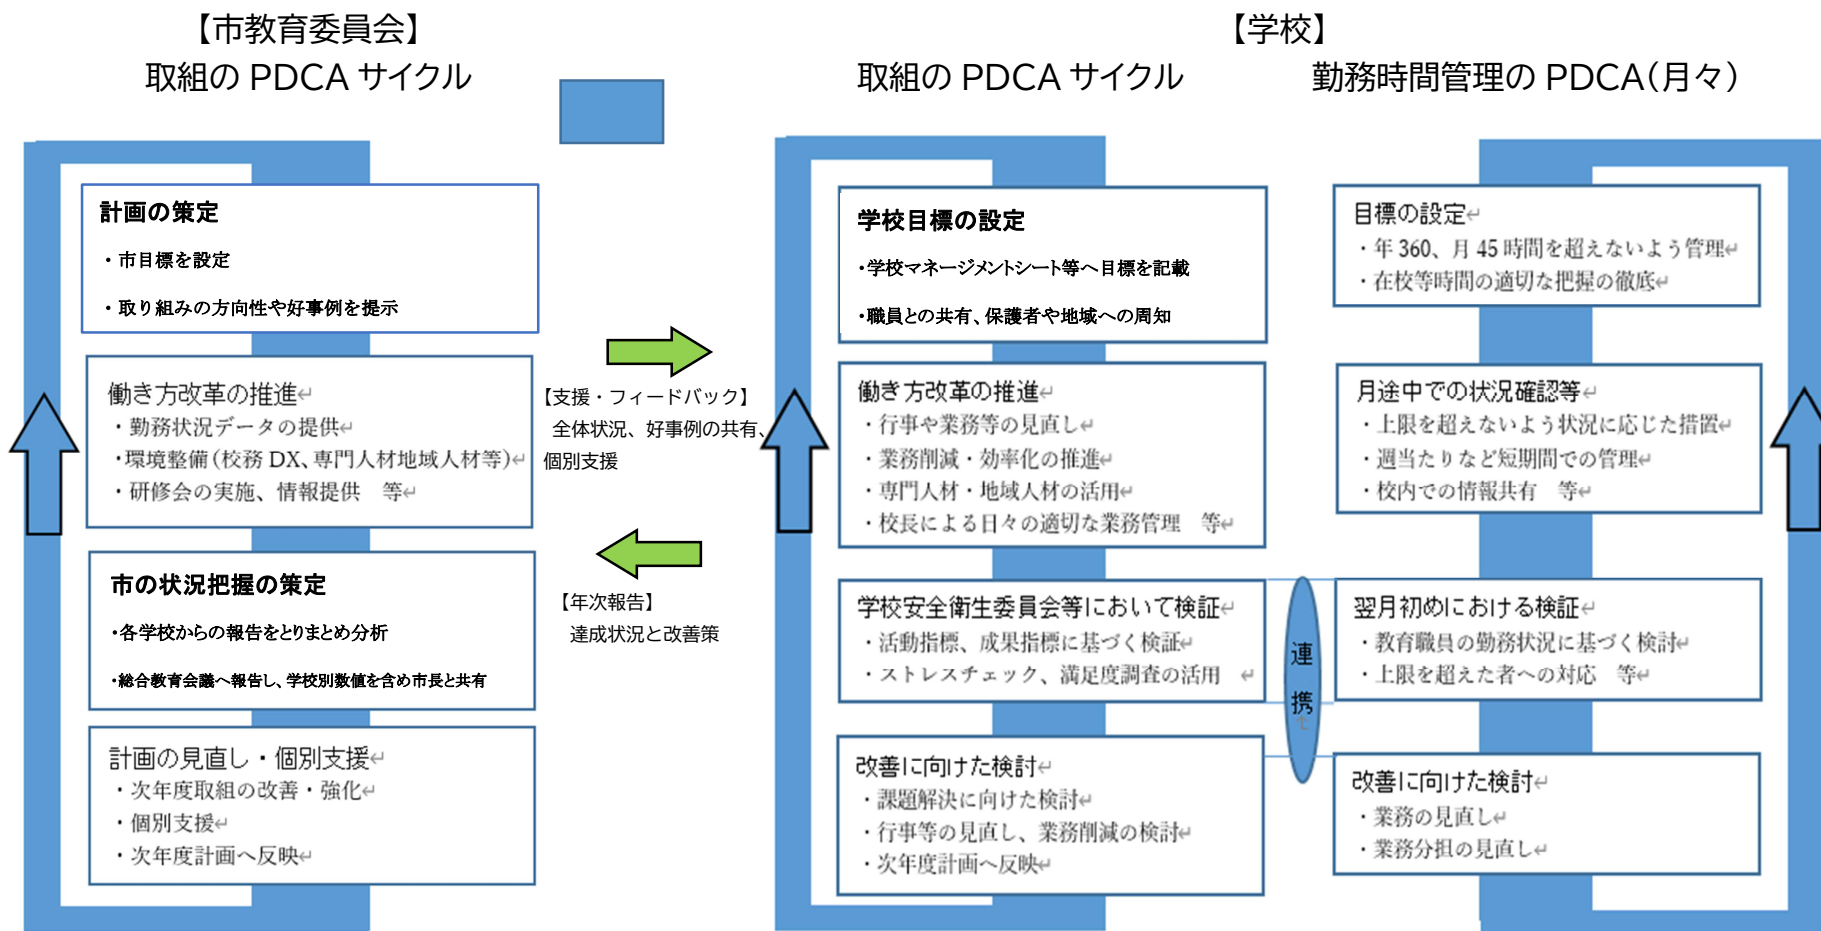 【市教育委員会】
取組の PDCA サイクル
計画の策定
・市目標を設定
・取り組みの方向性や好事例を提示
働き方改革の推進↵
・勤務状況データの提供↵
・環境整備(校務 DX、専門人材地域人材等)↵
・研修会の実施、情報提供　等↵
市の状況把握の策定
・各学校からの報告をとりまとめ分析
・総合教育会議へ報告し、学校別数値を含め市長と共有
計画の見直し・個別支援↵
・次年度取組の改善・強化↵
・個別支援↵
・次年度計画へ反映↵
【支援・フィードバック】
全体状況、好事例の共有、
個別支援
【年次報告】
達成状況と改善策
【学校】
取組の PDCA サイクル
学校目標の設定
・学校マネージメントシート等へ目標を記載
・職員との共有、保護者や地域への周知
働き方改革の推進↵
・行事や業務等の見直し↵
・業務削減・効率化の推進↵
・専門人材・地域人材の活用↵
・校長による日々の適切な業務管理　等↵
学校安全衛生委員会等において検証↵
・活動指標、成果指標に基づく検証↵
・ストレスチェック、満足度調査の活用　↵
改善に向けた検討↵
・課題解決に向けた検討↵
・行事等の見直し、業務削減の検討↵
・次年度計画へ反映↵
連
携↵
勤務時間管理の PDCA(月々)
目標の設定↵
・年 360、月 45 時間を超えないよう管理↵
・在校等時間の適切な把握の徹底↵
月途中での状況確認等↵
・上限を超えないよう状況に応じた措置↵
・週当たりなど短期間での管理↵
・校内での情報共有　等↵
翌月初めにおける検証↵
・教育職員の勤務状況に基づく検討↵
・上限を超えた者への対応　等↵
改善に向けた検討↵
・業務の見直し↵
・業務分担の見直し↵